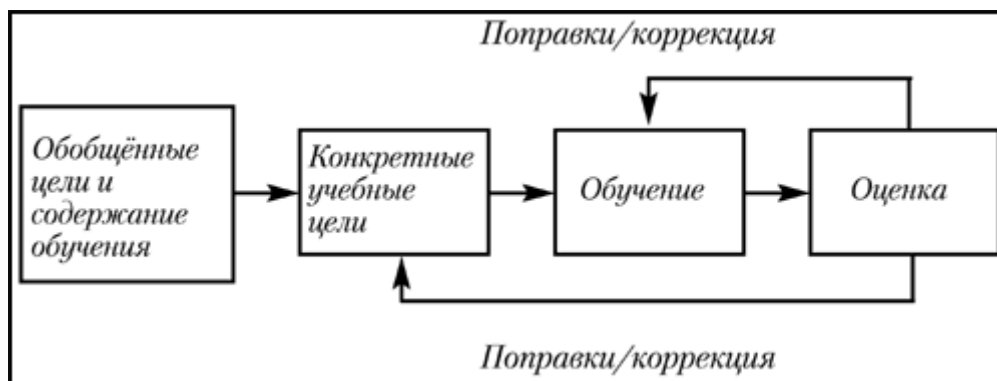 Поправки/коррекция
Обобщённые
цели и
содержание
обучения
Конкретные
учебные
цели
Обучение
Оценка
Поправки/коррекция